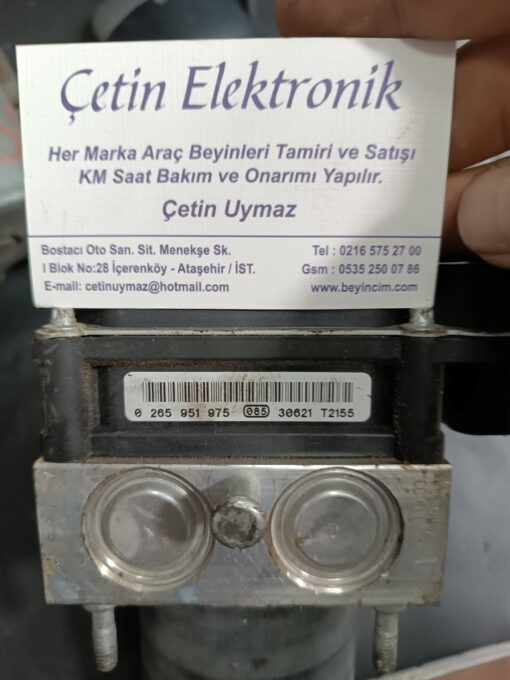 Çetin Elektronik
Her Marka Araç Beyinleri Tamiri ve Satışı
KM Saat Bakım ve Onarımı Yapılır.
Çetin Uymaz
Bostacı Oto San. Sit. Menekşe Sk.
I Blok No:28 İçerenköy - Ataşehir / İST.
E-mail: cetinuymaz@hotmail.com
Tel : 0216 575 27 00
Gsm : 0535 250 07 86
www.beyincim.com
0 265 951 975 085 30621 T2155